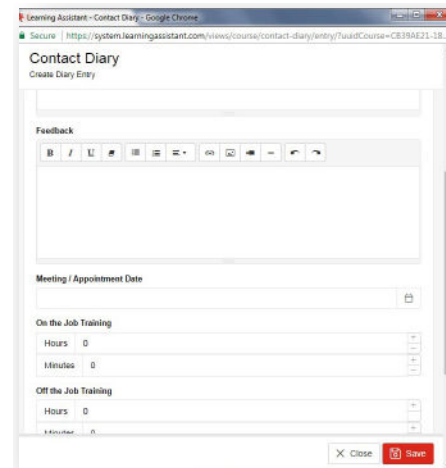 Learning Assistant - Contact Diary - Google Chrome
Secure | https://system.learningassistant.com/views/course/contact-diary/entry/?uuidCourse=CB39AE21-18...
Contact Diary
Create Diary Entry
Feedback
B I U
Meeting / Appointment Date
On the Job Training
Hours 0
Minutes 0
Off the Job Training
Hours 0
Minutes 0
Close Save